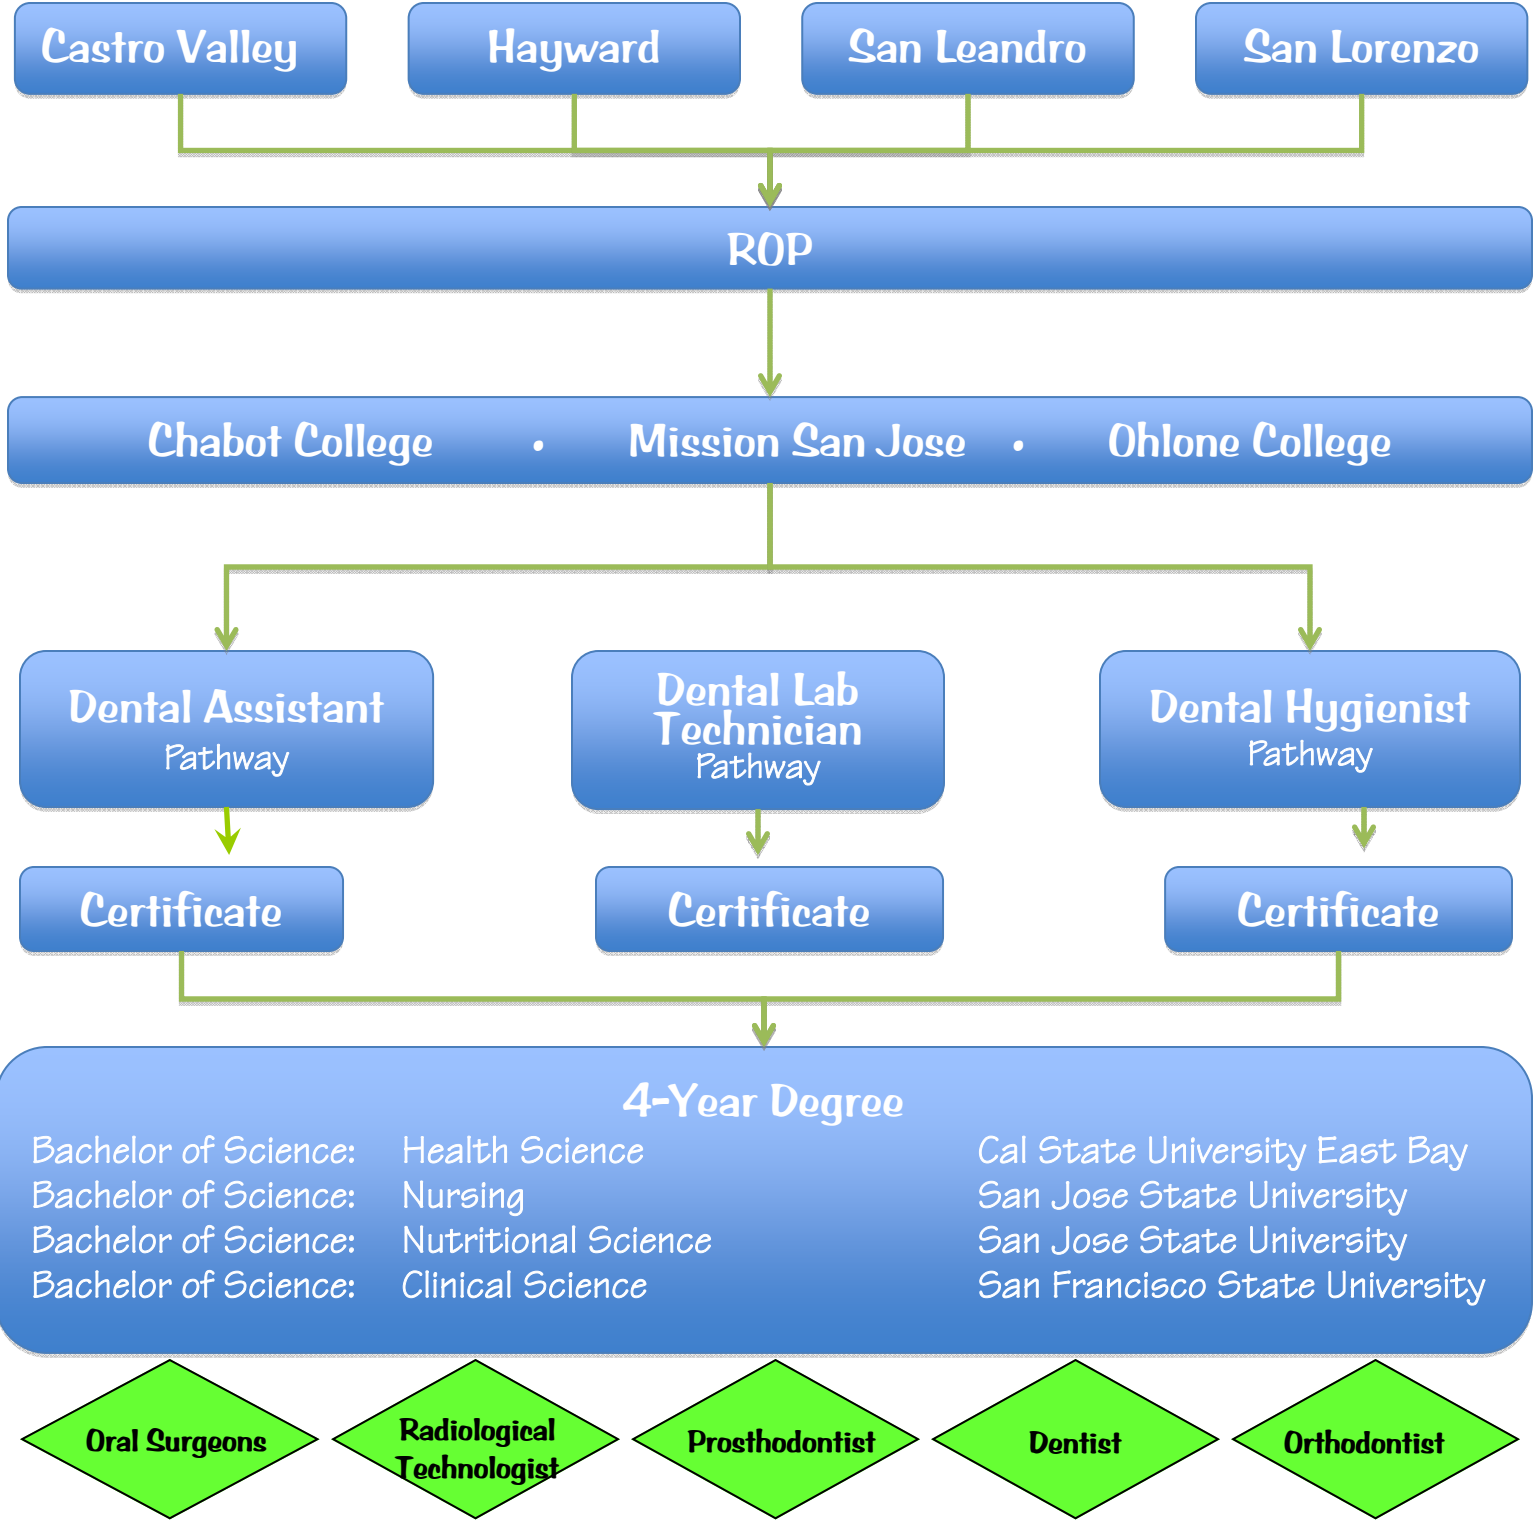 Castro Valley
Hayward
San Leandro
San Lorenzo
ROP
Chabot College • Mission San Jose • Ohlone College
Dental Assistant
Pathway
Dental Lab
Technician
Pathway
Dental Hygienist
Pathway
Certificate
Certificate
Certificate
4-Year Degree
Bachelor of Science: Health Science Cal State University East Bay
Bachelor of Science: Nursing San Jose State University
Bachelor of Science: Nutritional Science San Jose State University
Bachelor of Science: Clinical Science San Francisco State University
Oral Surgeons
Radiological
Technologist
Prosthodontist
Dentist
Orthodontist